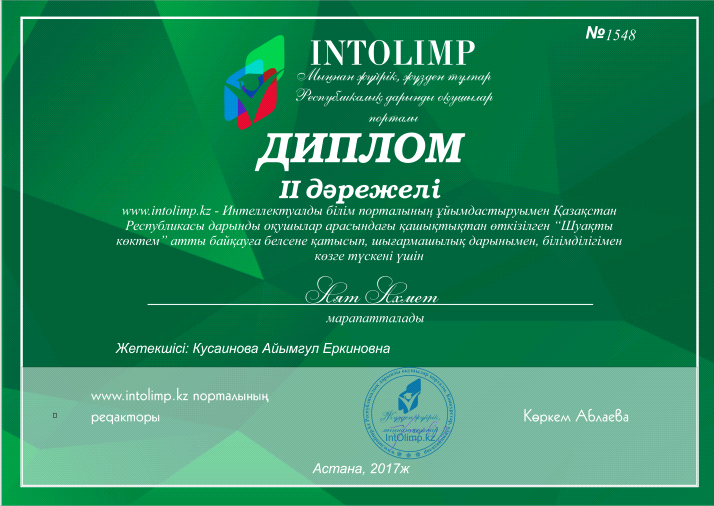 №1548
INTOLIMP
Мыңнан жүйрік, жүзден тұлпар
Республикалық дарынды оқушылар
порталы
ДИПЛОМ
II дәрежелі
www.intolimp.kz - Интеллектуалды білім порталының ұйымдастыруымен Қазақстан
Республикасы дарынды оқушылар арасындағы қашықтықтан өткізілген “Шуақты
көктем” атты байқауға белсене қатысып, шығармашылық дарынымен, білімділігімен
көзге түскені үшін
Аят Ахмет
марапатталады
Жетекшісі: Кусаинова Айымгул Еркиновна
www.intolimp.kz порталының
редакторы
IntOlimp.kz
Көркем Аблаева
Астана, 2017ж